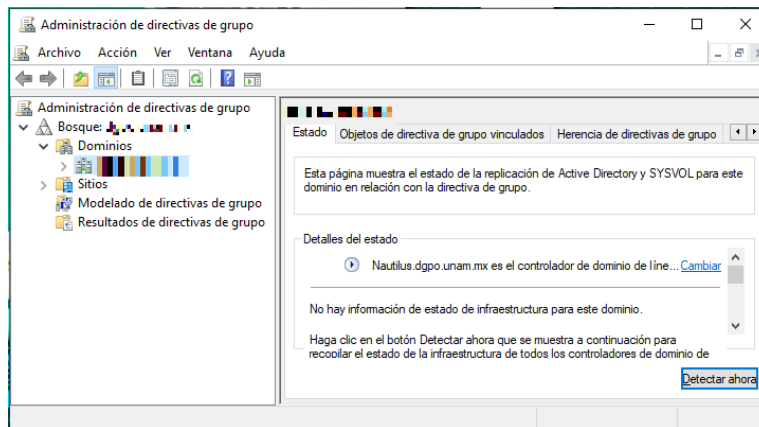 Administración de directivas de grupo
Archivo Acción Ver Ventana Ayuda
Administración de directivas de grupo
Bosque:
Dominios
Sitios
Modelado de directivas de grupo
Resultados de directivas de grupo
Estado Objetos de directiva de grupo vinculados Herencia de directivas de grupo
Esta página muestra el estado de la replicación de Active Directory y SYSVOL para este
dominio en relación con la directiva de grupo.
Detalles del estado
Nautilus.dgpo.unam.mx es el controlador de dominio de líne... Cambiar
No hay información de estado de infraestructura para este dominio.
Haga clic en el botón Detectar ahora que se muestra a continuación para
recopilar el estado de la infraestructura de todos los controladores de dominio de
Detectar ahora